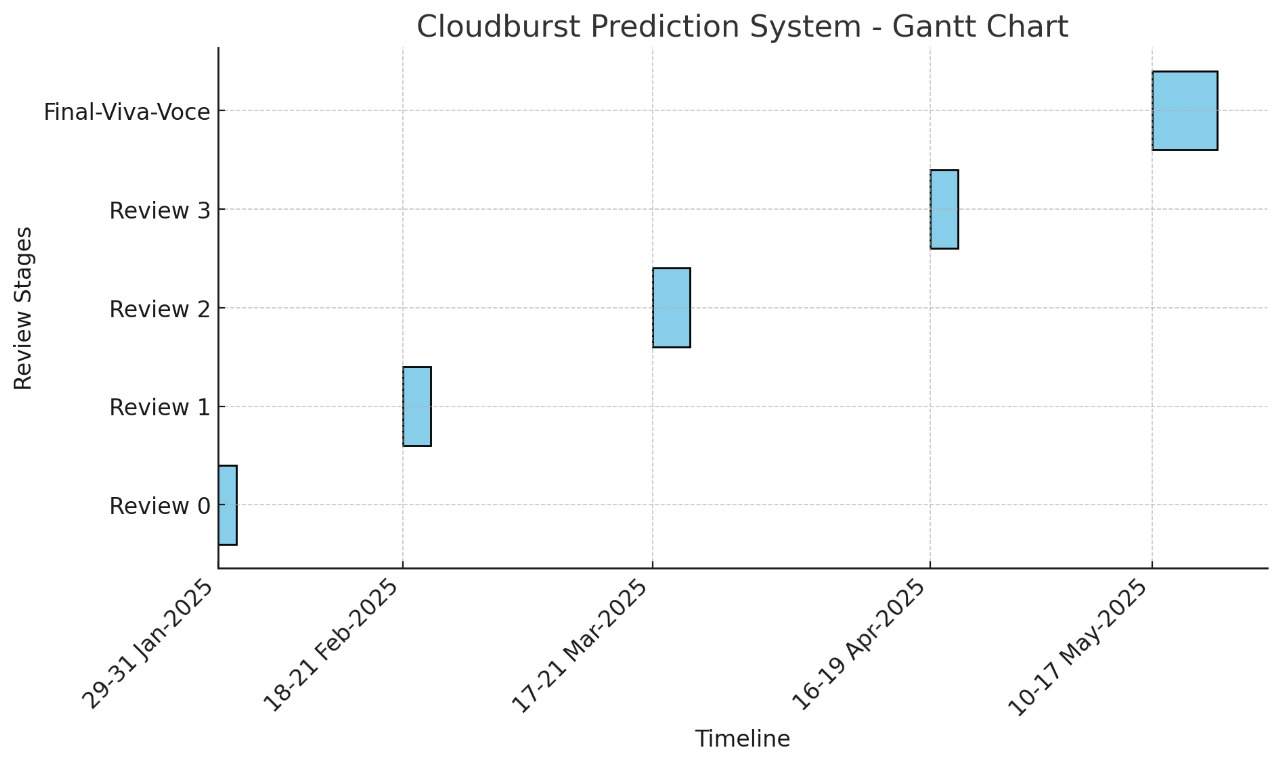 Cloudburst Prediction System - Gantt Chart
Final-Viva-Voce
Review 3
Review 2
Review 1
Review 0
Review Stages
29-31 Jan-2025
18-21 Feb-2025
17-21 Mar-2025
16-19 Apr-2025
10-17 May-2025
Timeline